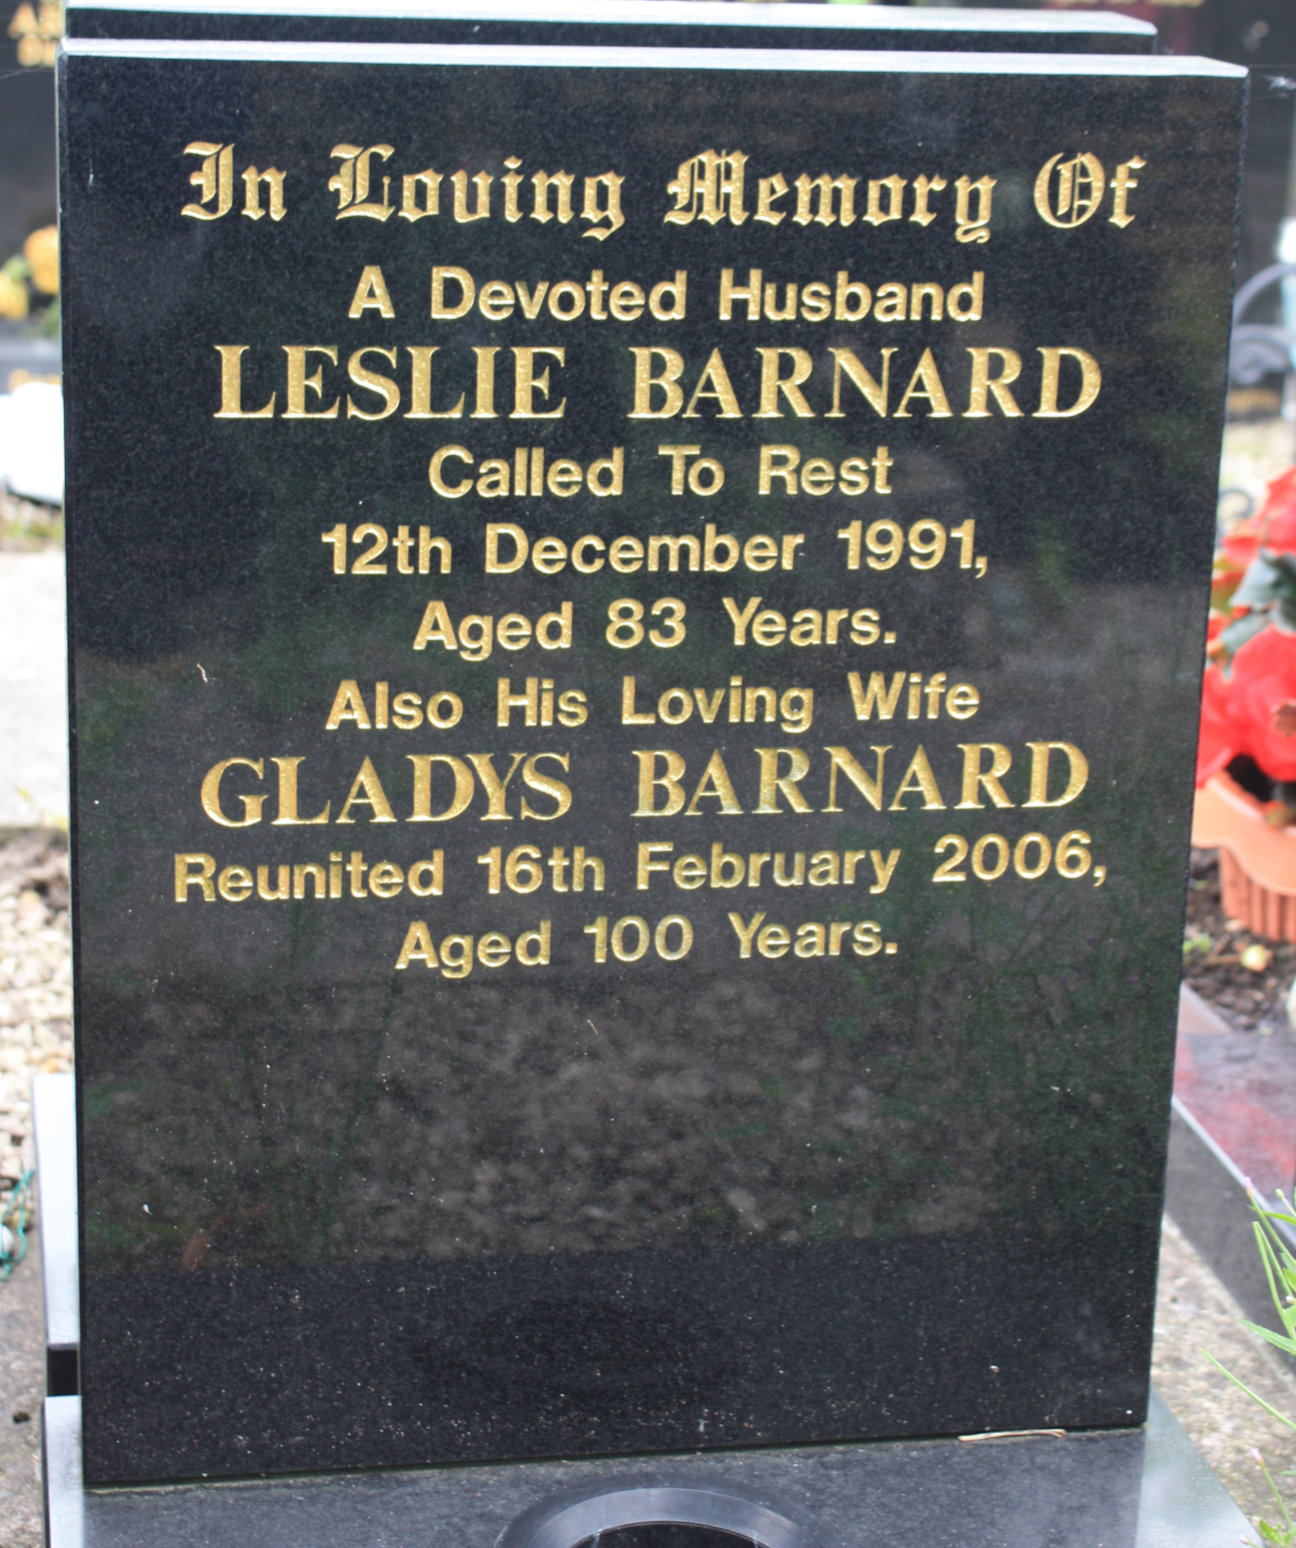 In Loving Memory Of
A Devoted Husband
LESLIE BARNARD
Called To Rest
12th December 1991,
Aged 83 Years.
Also His Loving Wife
GLADYS BARNARD
Reunited 16th February 2006,
Aged 100 Years.